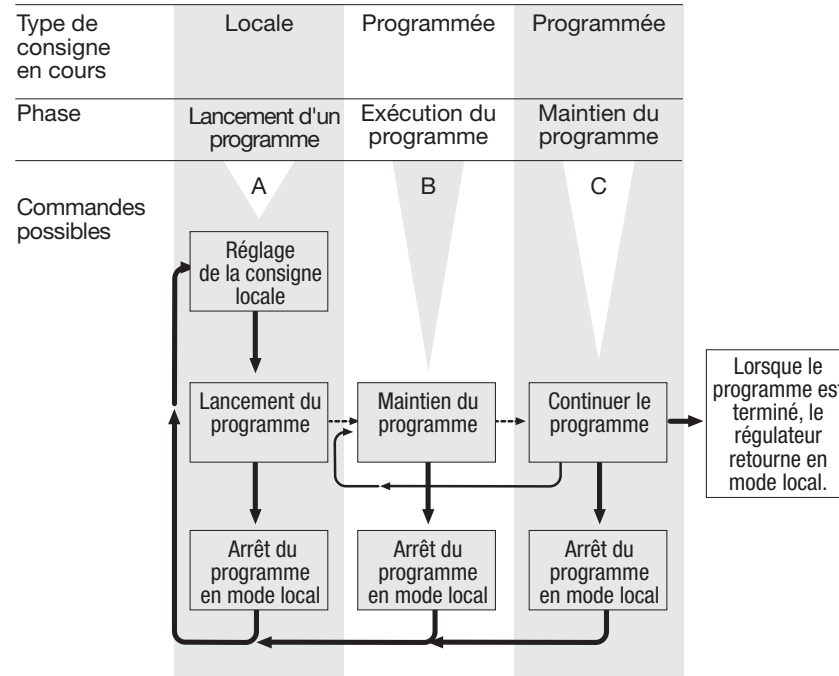 Type de
consigne
en cours
Locale
Programmée
Programmée
Phase
Lancement d'un
programme
Exécution du
programme
Maintien du
programme
Commandes
possibles
A
B
C
Réglage
de la consigne
locale
Lancement du
programme
Maintien du
programme
Continuer le
programme
Lorsque le
programme est
terminé, le
régulateur
retourne en
mode local.
Arrêt du
programme
en mode local
Arrêt du
programme
en mode local
Arrêt du
programme
en mode local